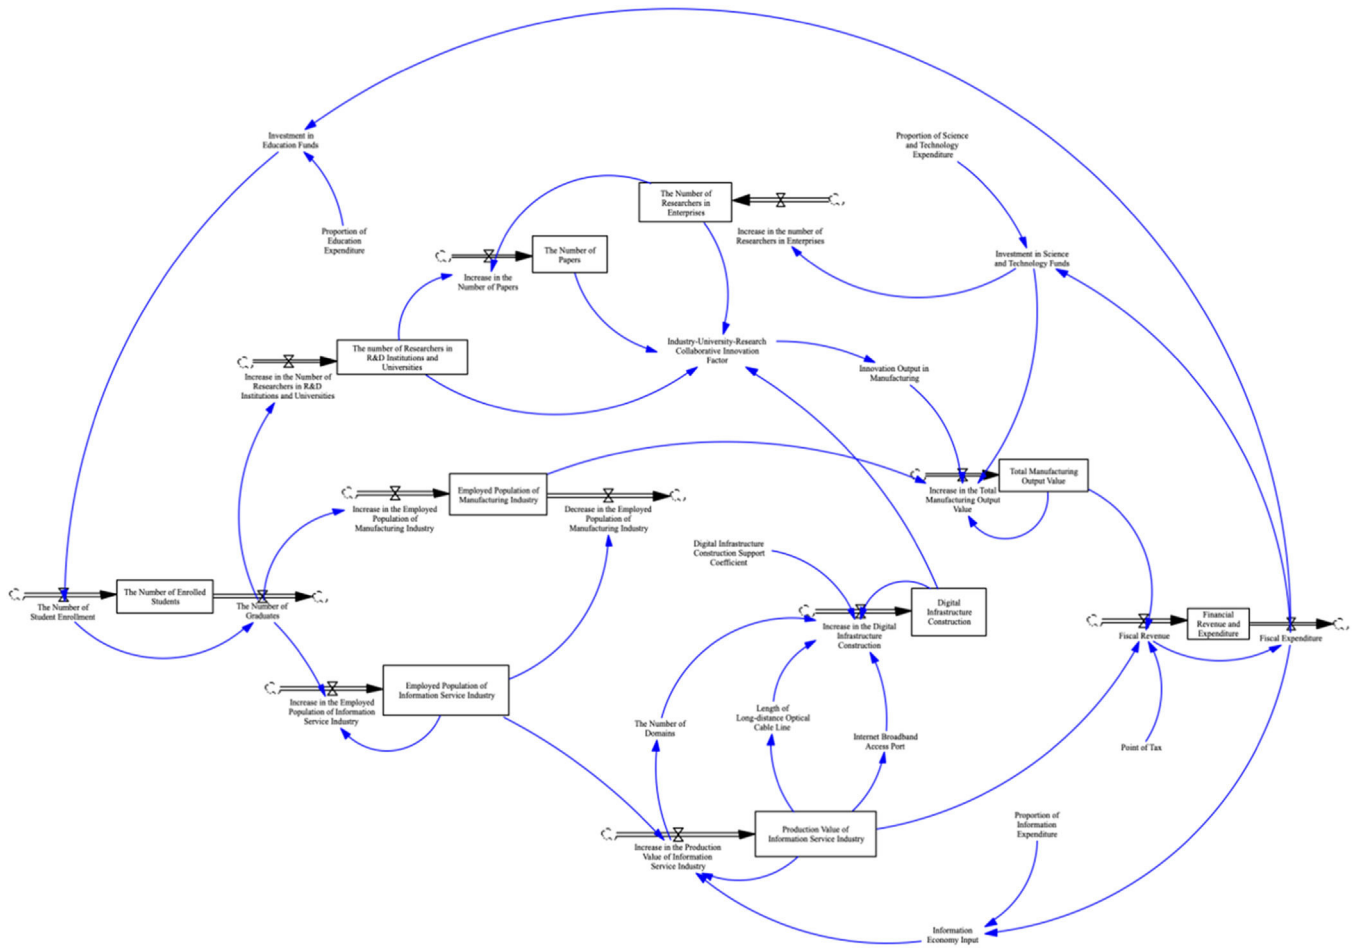 Investment in
Education Funds
Proportion of Science
and Technology
Expenditure
The Number of
Researchers in
Enterprises
Proportion of
Education
Expenditure
Increase in the number of
Researchers in Enterprises
The Number of
Papers
Investment in Science
and Technology Funds
Increase in the
Number of Papers
The number of Researchers in
R&D Institutions and
Universities
Industry-University-Research
Collaborative Innovation
Factor
Increase in the Number of
Researchers in R&D
Institutions and Universities
Innovation Output in
Manufacturing
Total Manufacturing
Output Value
Employed Population of
Manufacturing Industry
Increase in the Total
Manufacturing Output
Value
Increase in the Employed
Population of
Manufacturing Industry
Decrease in the Employed
Population of
Manufacturing Industry
Digital Infrastructure
Construction Support
Coefficient
The Number of Enrolled
Students
The Number of
Student Enrollment
The Number of
Graduates
Digital
Infrastructure
Construction
Increase in the Digital
Infrastructure
Construction
Financial
Revenue and
Expenditure
Fiscal Revenue
Fiscal Expenditure
Employed Population of
Information Service Industry
Increase in the Employed
Population of Information
Service Industry
Length of
Long-distance Optical
Cable Line
The Number of
Domains
Internet Broadband
Access Port
Point of Tax
Production Value of
Information Service Industry
Proportion of
Information
Expenditure
Increase in the Production
Value of Information
Service Industry
Information
Economy Input